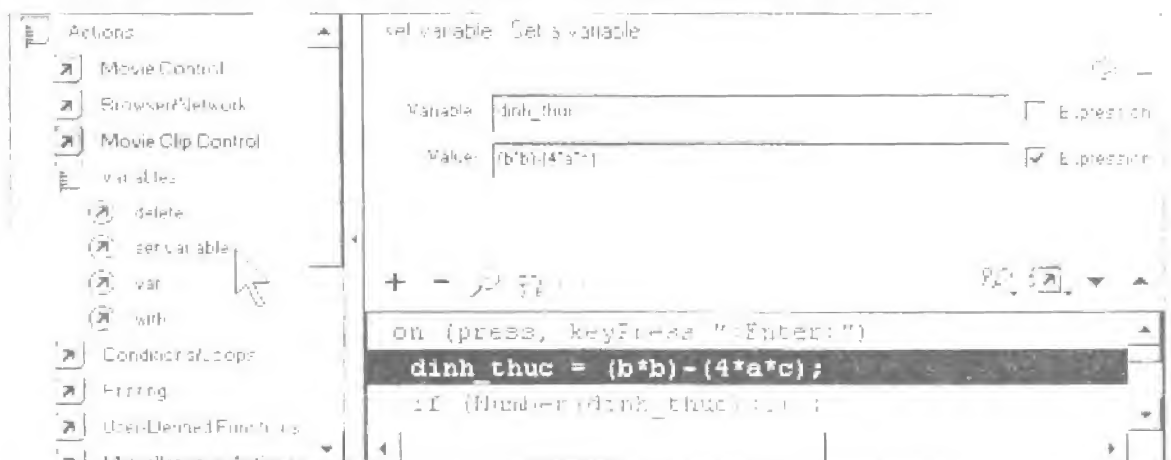 Actions
Movie Control
Browser/Network
Movie Clip Control
Variables
delete
set variable
var
with
Conditions/Loops
Printing
User-Defined Functions
set variable : Set a variable
Variable: dinh_thuc
Expression
Value: (b*b)-(4*a*c)
Expression
on (press, keyPress "<Enter>")
dinh_thuc = (b*b)-(4*a*c);
if (Number(dinh_thuc)